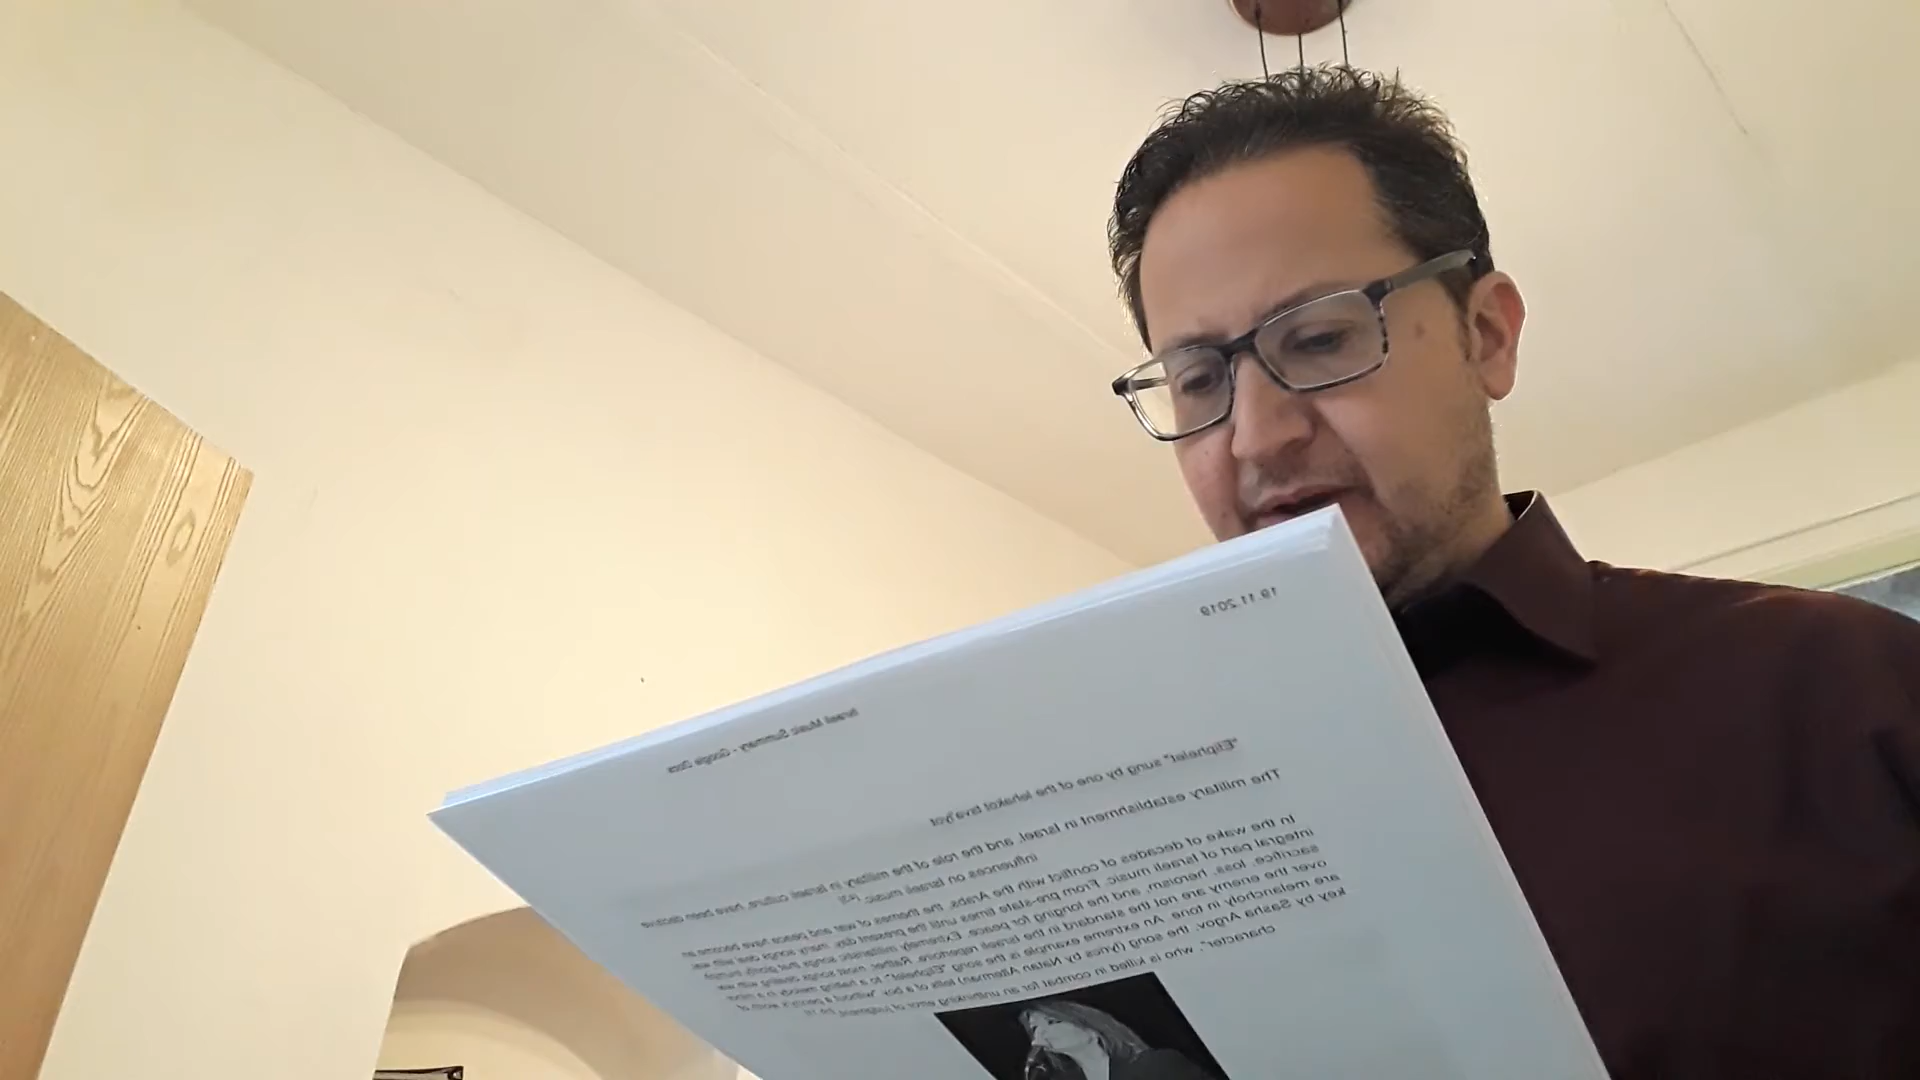 19.11.2019
Israel Music Summary - Google Docs
"Eliphelet" sung by one of the lehakot tsva'iyot
The military establishment in Israel, and the role of the military in Israeli culture, have been decisive
influences on Israeli music. [43]
In the wake of decades of conflict with the Arabs, the themes of war and peace have become an
integral part of Israeli music. From pre-state times until the present day, many songs deal with war,
sacrifice, loss, heroism, and the longing for peace. Extremely militaristic songs that glorify triumph
over the enemy are not the standard in the Israeli repertoire. Rather, most songs dealing with war
are melancholy in tone. An extreme example is the song "Eliphelet" to a halting melody in a minor
key by Sasha Argov, the song (lyrics by Natan Alterman) tells of a boy, "without a penny's worth of
character", who is killed in combat for an unthinking error of judgment.